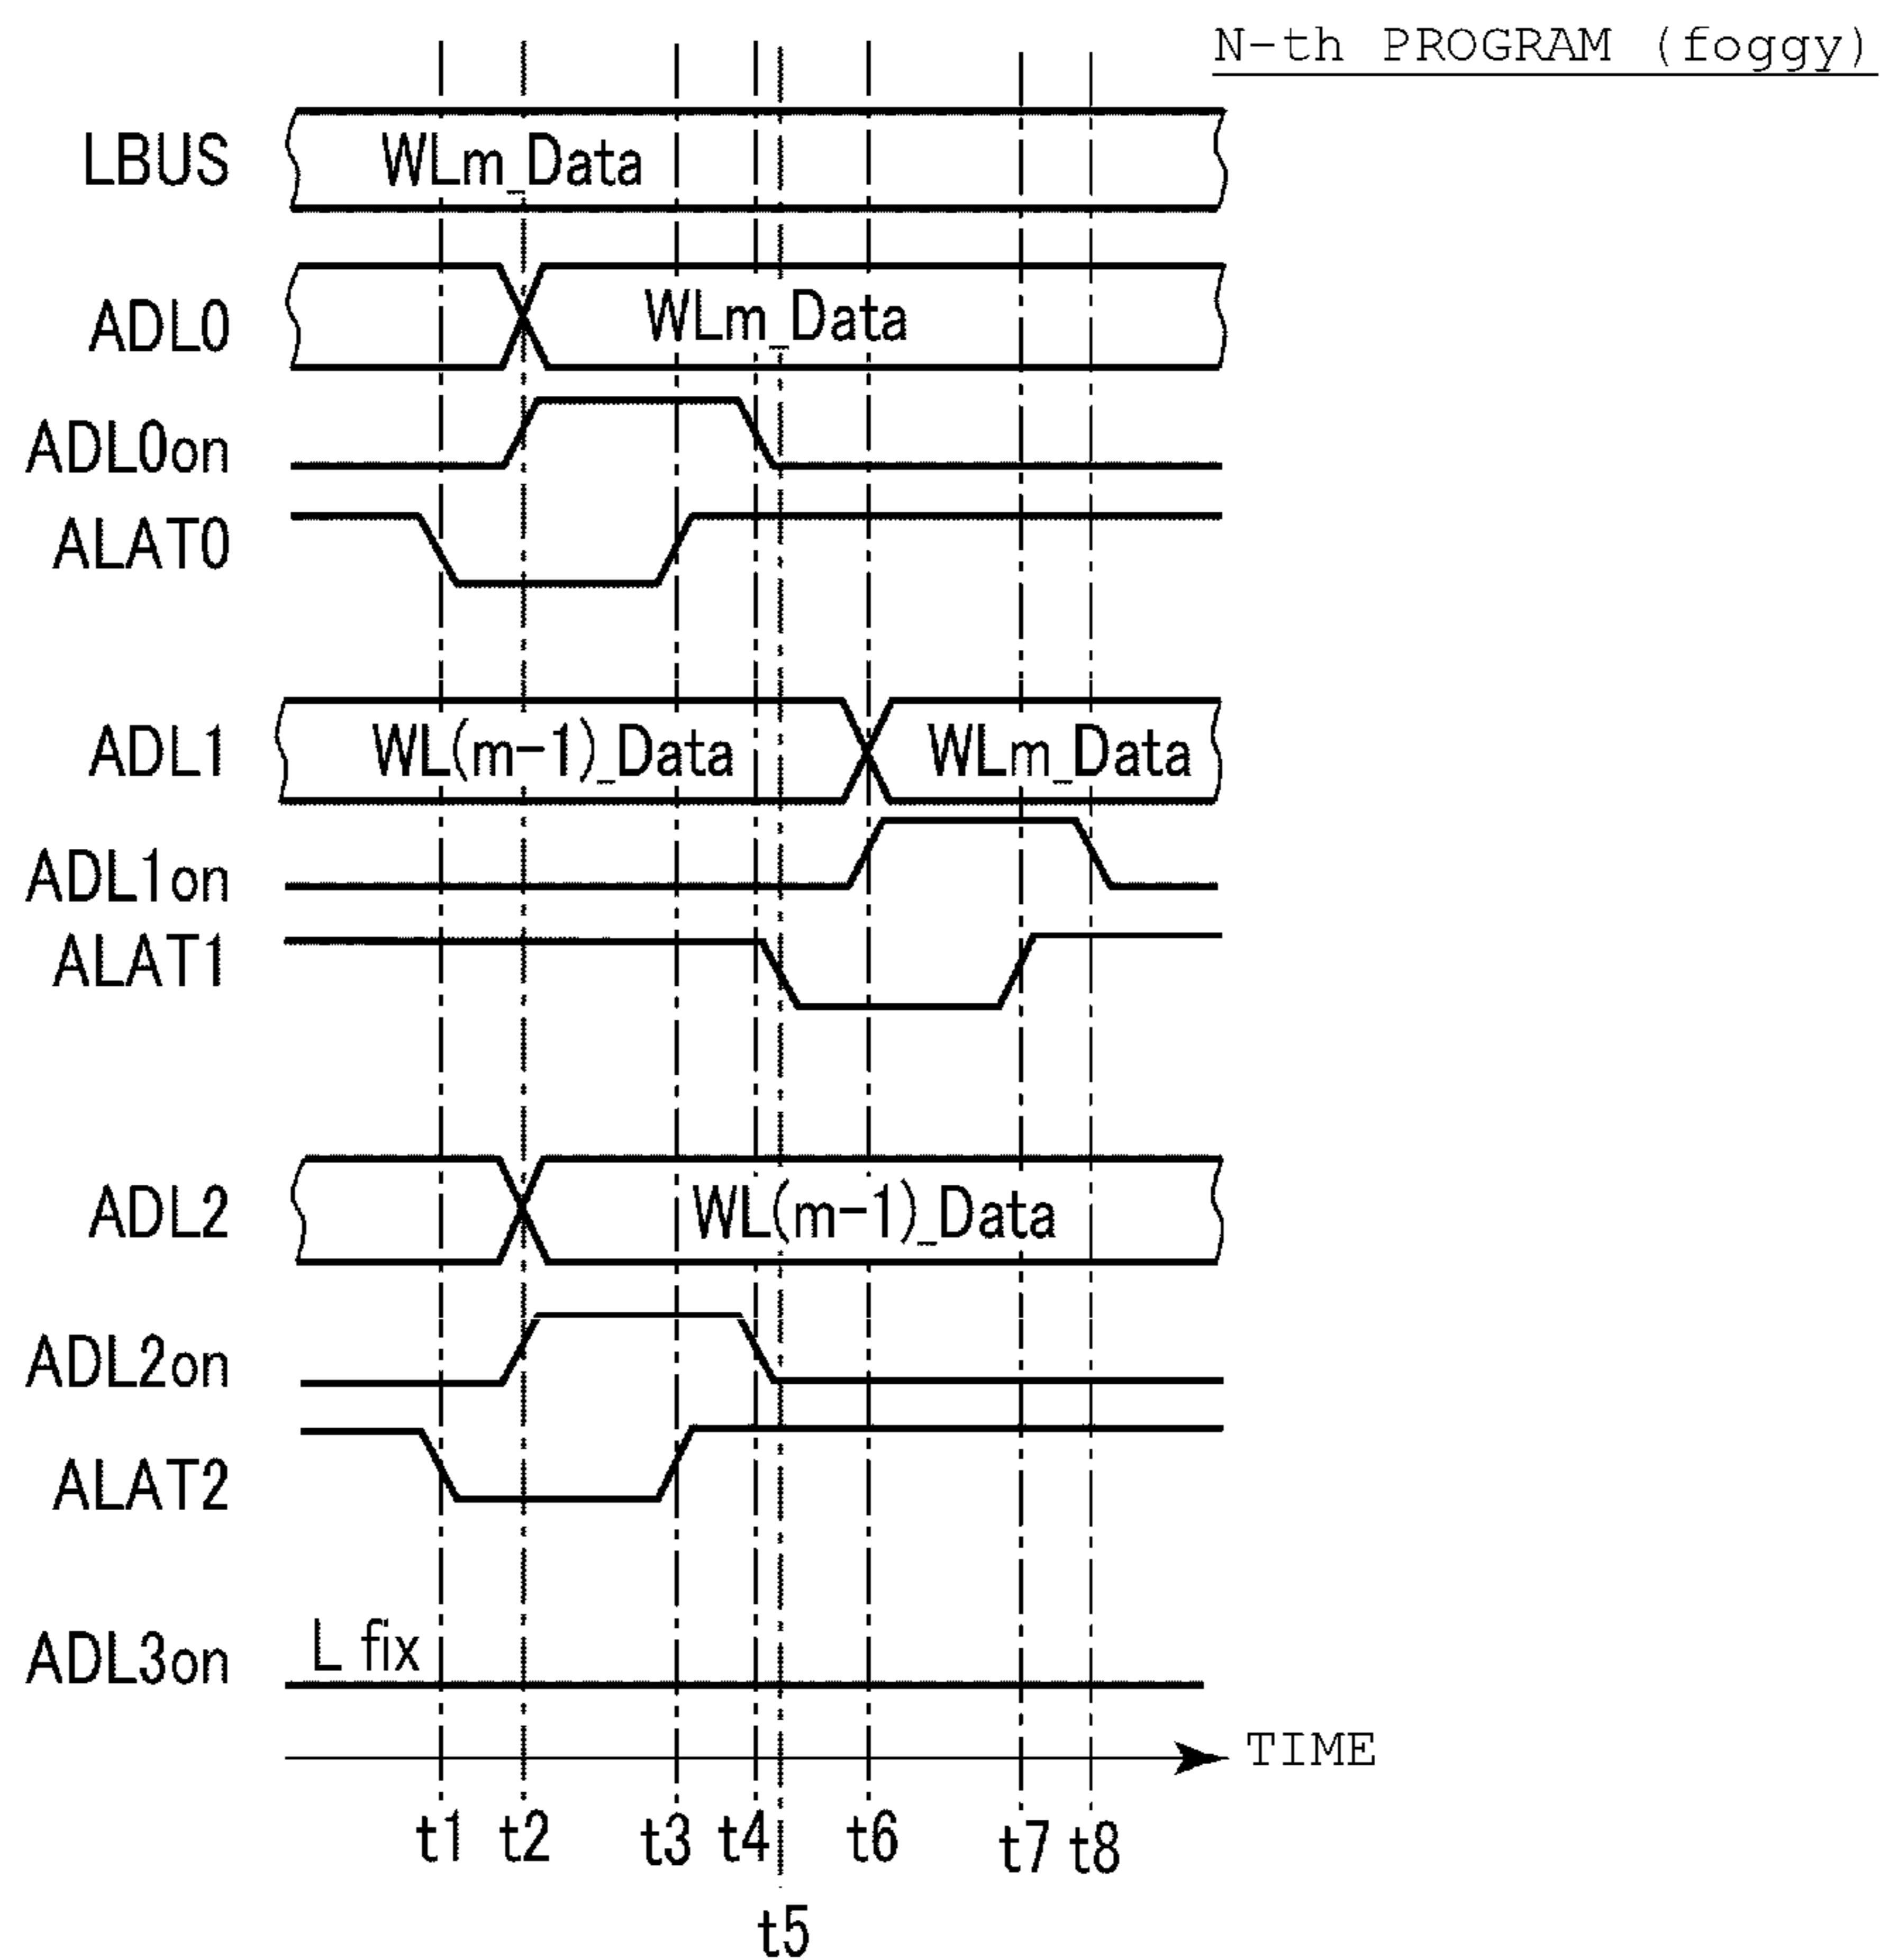 N-th PROGRAM (foggy)
LBUS WLm_Data
ADL0 WLm_Data
ADL0on
ALAT0
ADL1 WL(m-1)_Data WLm_Data
ADL1on
ALAT1
ADL2 WL(m-1)_Data
ADL2on
ALAT2
ADL3on L fix
TIME
t1 t2 t3 t4 t6 t7 t8
t5